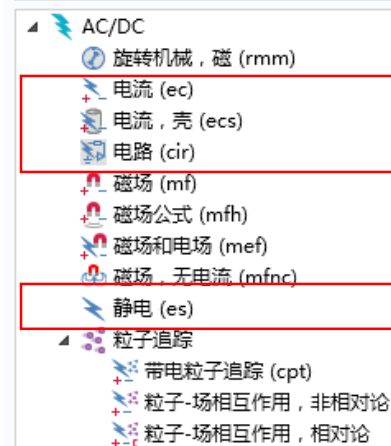 AC/DC
旋转机械，磁 (rmm)
电流 (ec)
电流，壳 (ecs)
电路 (cir)
磁场 (mf)
磁场公式 (mfh)
磁场和电场 (mef)
磁场，无电流 (mfnc)
静电 (es)
粒子追踪
带电粒子追踪 (cpt)
粒子-场相互作用，非相对论
粒子-场相互作用，相对论